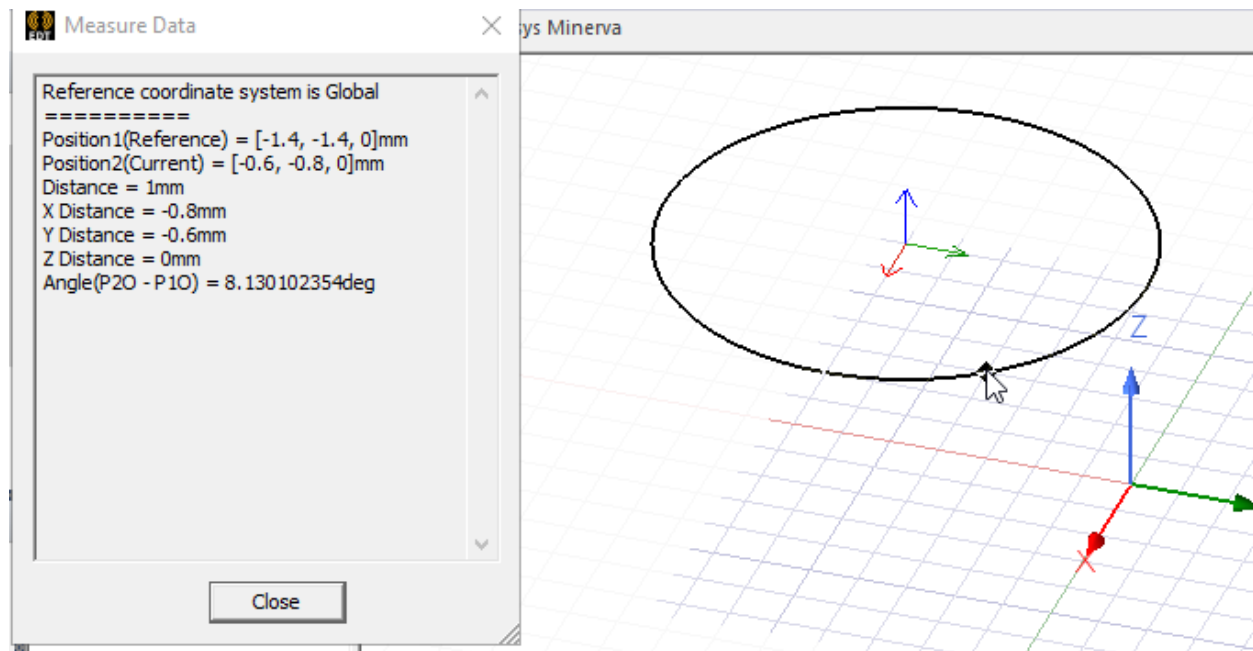 EDT
Measure Data
sys Minerva
Reference coordinate system is Global
==========
Position1(Reference) = [-1.4, -1.4, 0]mm
Position2(Current) = [-0.6, -0.8, 0]mm
Distance = 1mm
X Distance = -0.8mm
Y Distance = -0.6mm
Z Distance = 0mm
Angle(P2O - P1O) = 8.130102354deg
Close
Z
X